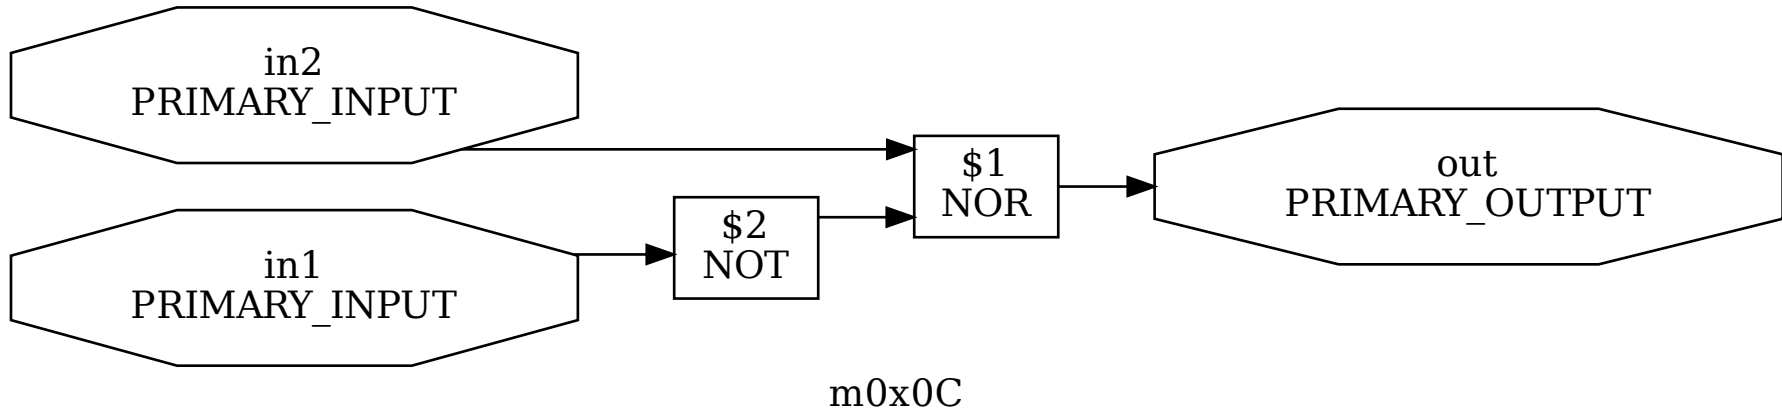 in2
PRIMARY_INPUT
in1
PRIMARY_INPUT
$2
NOT
$1
NOR
out
PRIMARY_OUTPUT
m0x0C